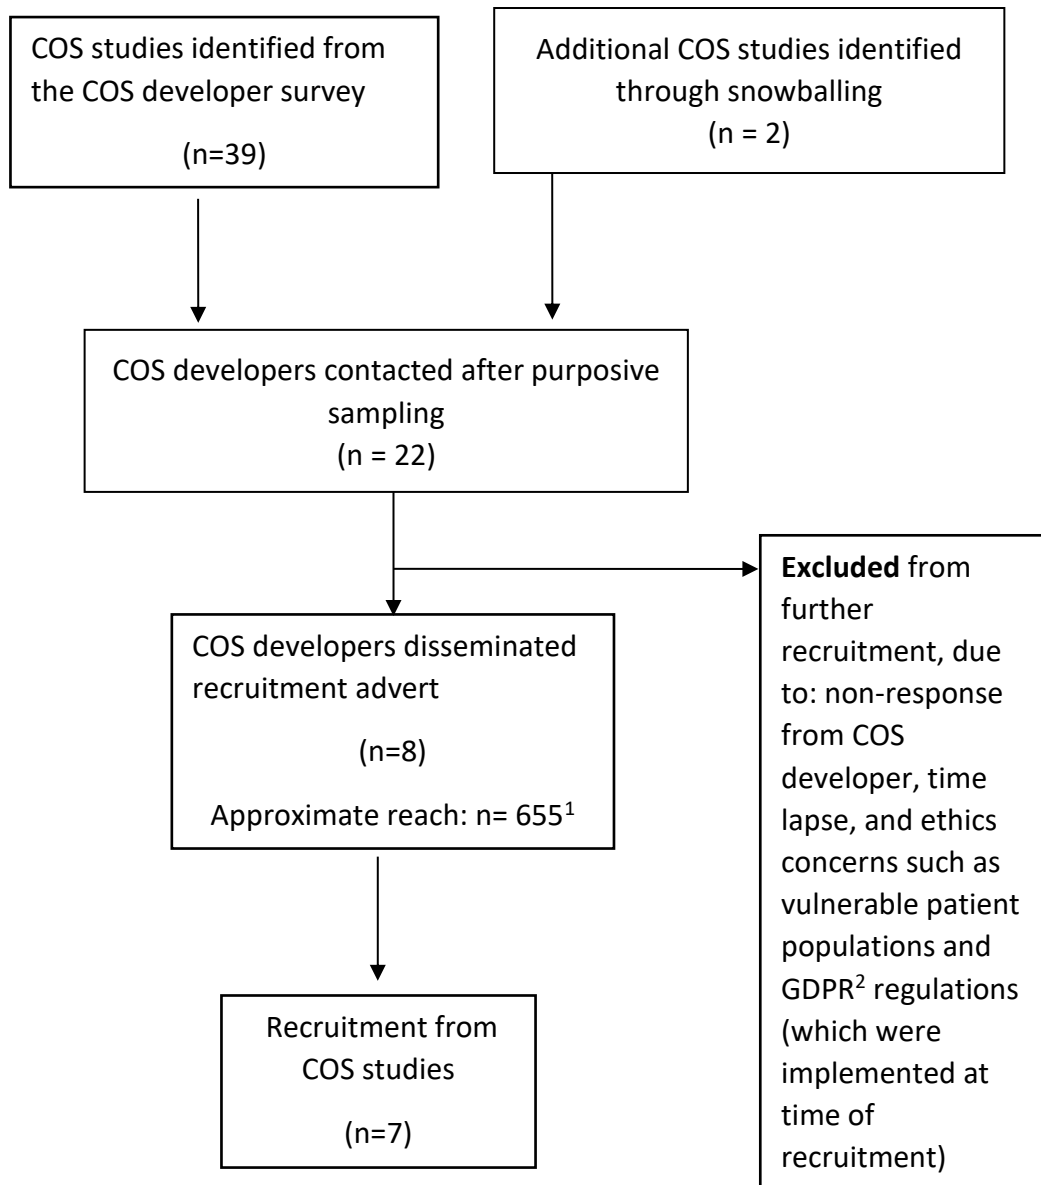 COS studies identified from
the COS developer survey
(n=39)
Additional COS studies identified
through snowballing
(n = 2)
COS developers contacted after purposive
sampling
(n = 22)
COS developers disseminated
recruitment advert
(n=8)
Approximate reach: n= 655¹
Excluded from
further
recruitment, due
to: non-response
from COS
developer, time
lapse, and ethics
concerns such as
vulnerable patient
populations and
GDPR² regulations
(which were
implemented at
time of
recruitment)
Recruitment from
COS studies
(n=7)